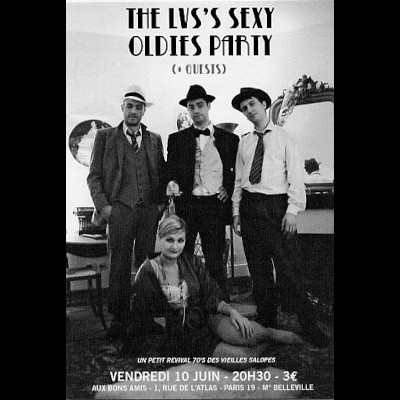 THE LVS'S SEXY
OLDIES PARTY
(+ GUESTS)
UN PETIT REVIVAL 70'S DES VIEILLES SALOPES
VENDREDI 10 JUIN - 20H30 - 3€
AUX BONS AMIS - 1, RUE DE L'ATLAS - PARIS 19 - M° BELLEVILLE